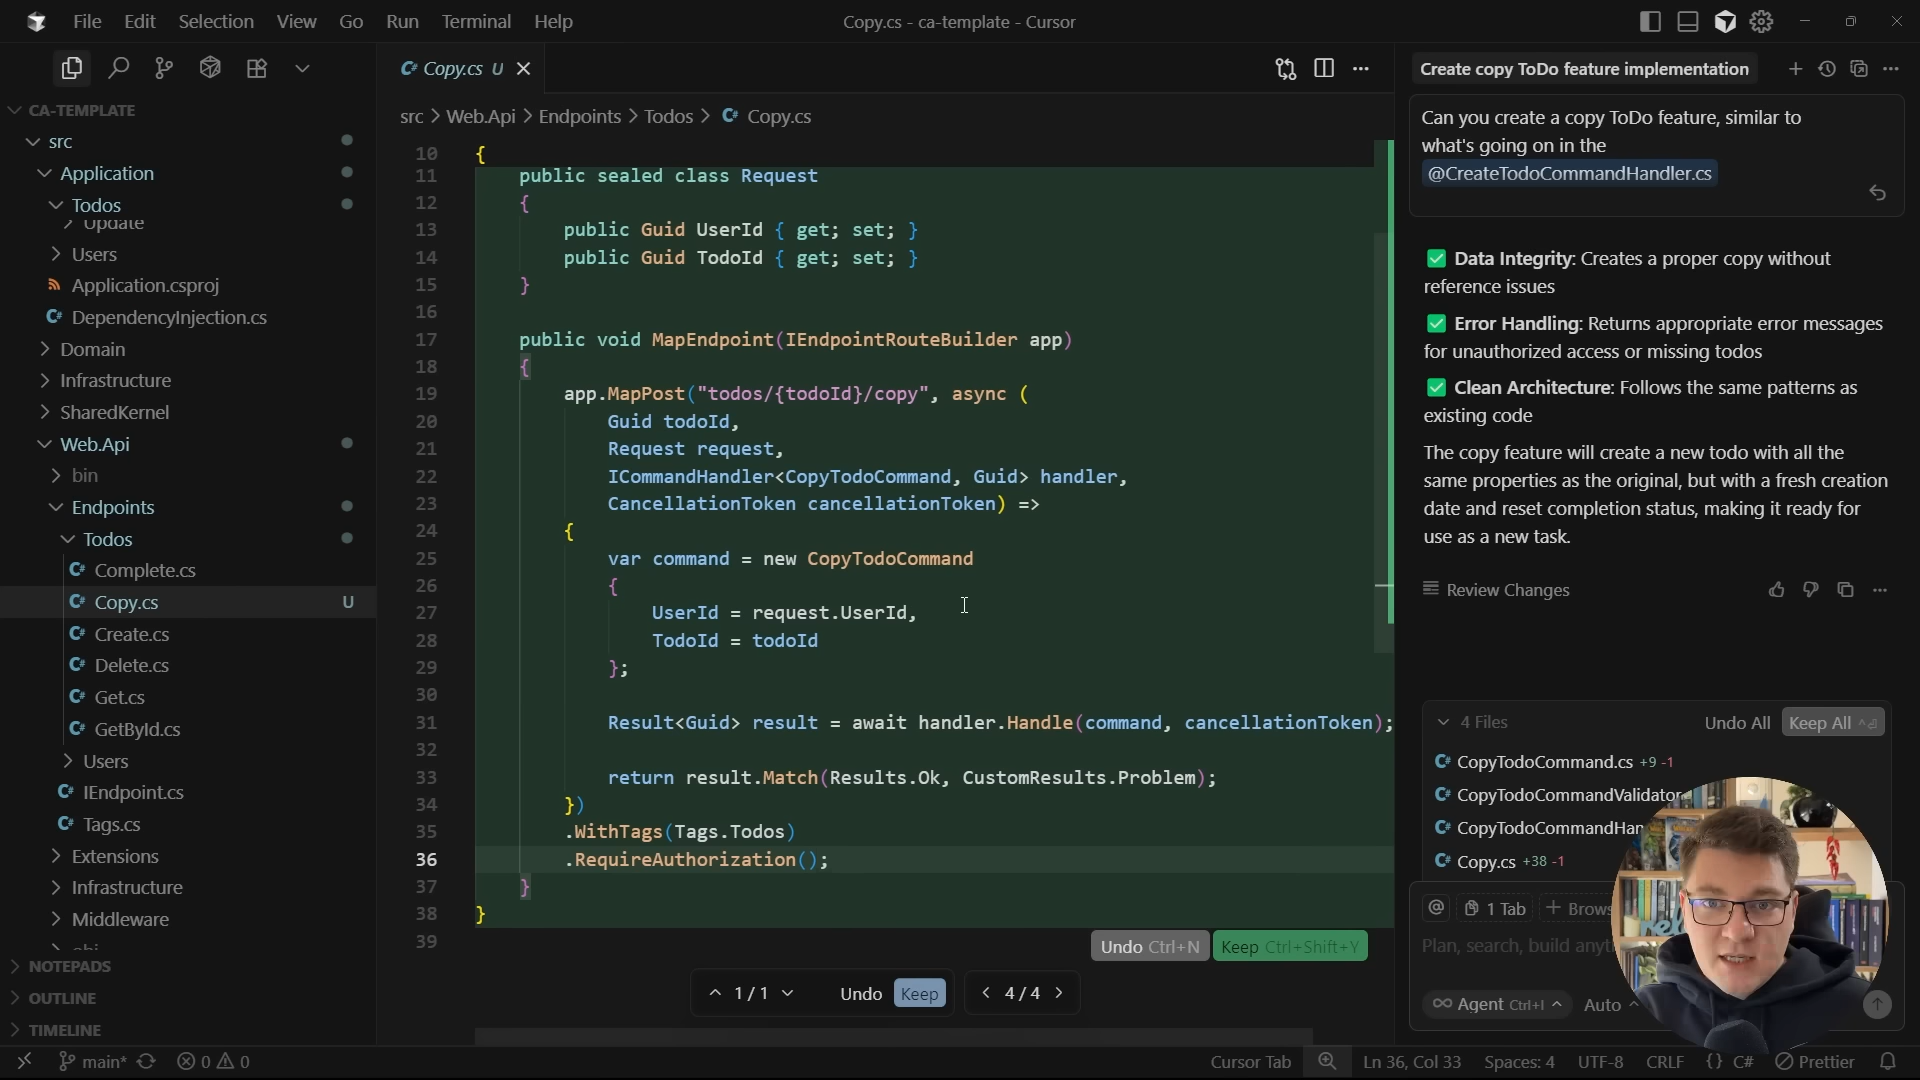 File Edit Selection View Go Run Terminal Help
Copy.cs - ca-template - Cursor
CA-TEMPLATE
src
Application
Todos
Update
Users
Application.csproj
DependencyInjection.cs
Domain
Infrastructure
SharedKernel
Web.Api
bin
Endpoints
Todos
Complete.cs
Copy.cs U
Create.cs
Delete.cs
Get.cs
GetById.cs
Users
IEndpoint.cs
Tags.cs
Extensions
Infrastructure
Middleware
obj
NOTEPADS
OUTLINE
TIMELINE
C# Copy.cs U
src > Web.Api > Endpoints > Todos > C# Copy.cs
10 {
11 public sealed class Request
12 {
13 public Guid UserId { get; set; }
14 public Guid TodoId { get; set; }
15 }
16
17 public void MapEndpoint(IEndpointRouteBuilder app)
18 {
19 app.MapPost("todos/{todoId}/copy", async (
20 Guid todoId,
21 Request request,
22 ICommandHandler<CopyTodoCommand, Guid> handler,
23 CancellationToken cancellationToken) =>
24 {
25 var command = new CopyTodoCommand
26 {
27 UserId = request.UserId,
28 TodoId = todoId
29 };
30
31 Result<Guid> result = await handler.Handle(command, cancellationToken);
32
33 return result.Match(Results.Ok, CustomResults.Problem);
34 })
35 .WithTags(Tags.Todos)
36 .RequireAuthorization();
37 }
38 }
39
Undo Ctrl+N Keep Ctrl+Shift+Y
1 / 1 Undo Keep 4 / 4
Create copy ToDo feature implementation
Can you create a copy ToDo feature, similar to
what's going on in the
@CreateTodoCommandHandler.cs
✅ Data Integrity: Creates a proper copy without
reference issues
✅ Error Handling: Returns appropriate error messages
for unauthorized access or missing todos
✅ Clean Architecture: Follows the same patterns as
existing code
The copy feature will create a new todo with all the
same properties as the original, but with a fresh creation
date and reset completion status, making it ready for
use as a new task.
Review Changes
4 Files Undo All Keep All
C# CopyTodoCommand.cs +9 -1
C# CopyTodoCommandValidator
C# CopyTodoCommandHan
C# Copy.cs +38 -1
@ 1 Tab + Brows
Plan, search, build anyt
Agent Ctrl+I Auto
main* 0 0
Cursor Tab Ln 36, Col 33 Spaces: 4 UTF-8 CRLF {} C# Prettier